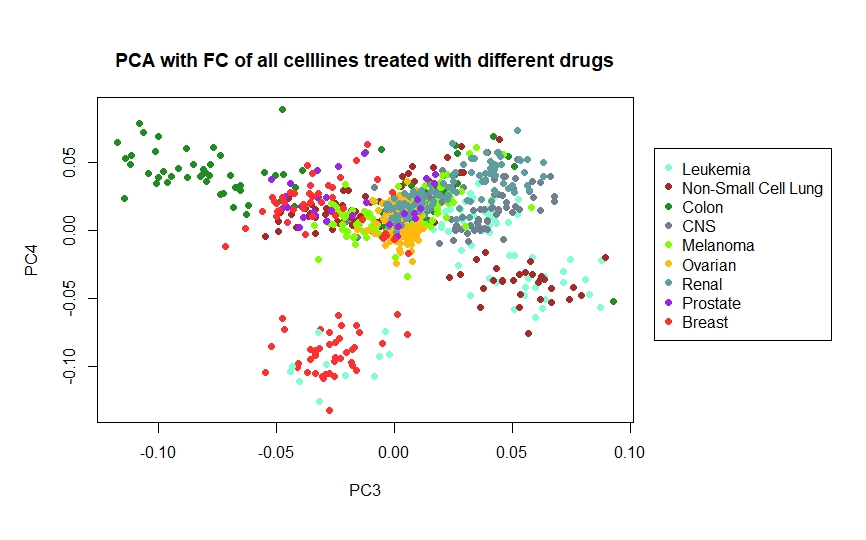 PCA with FC of all celllines treated with different drugs
PC4
0.05
0.00
-0.05
-0.10
-0.10
-0.05
0.00
0.05
0.10
PC3
Leukemia
Non-Small Cell Lung
Colon
CNS
Melanoma
Ovarian
Renal
Prostate
Breast